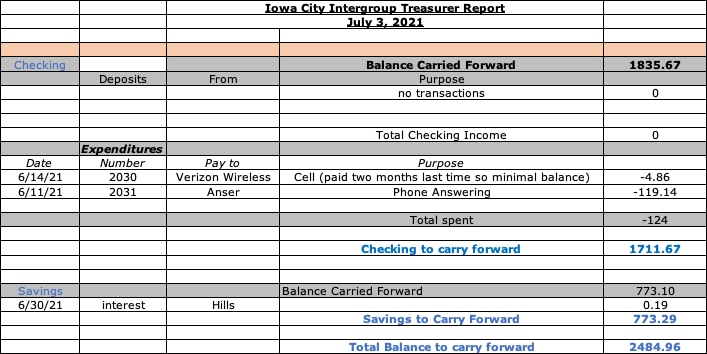 Iowa City Intergroup Treasurer Report
July 3, 2021
Checking Balance Carried Forward 1835.67
Deposits From Purpose
no transactions 0
Total Checking Income 0
Expenditures
Date Number Pay to Purpose
6/14/21 2030 Verizon Wireless Cell (paid two months last time so minimal balance) -4.86
6/11/21 2031 Anser Phone Answering -119.14
Total spent -124
Checking to carry forward 1711.67
Savings Balance Carried Forward 773.10
6/30/21 interest Hills 0.19
Savings to Carry Forward 773.29
Total Balance to carry forward 2484.96